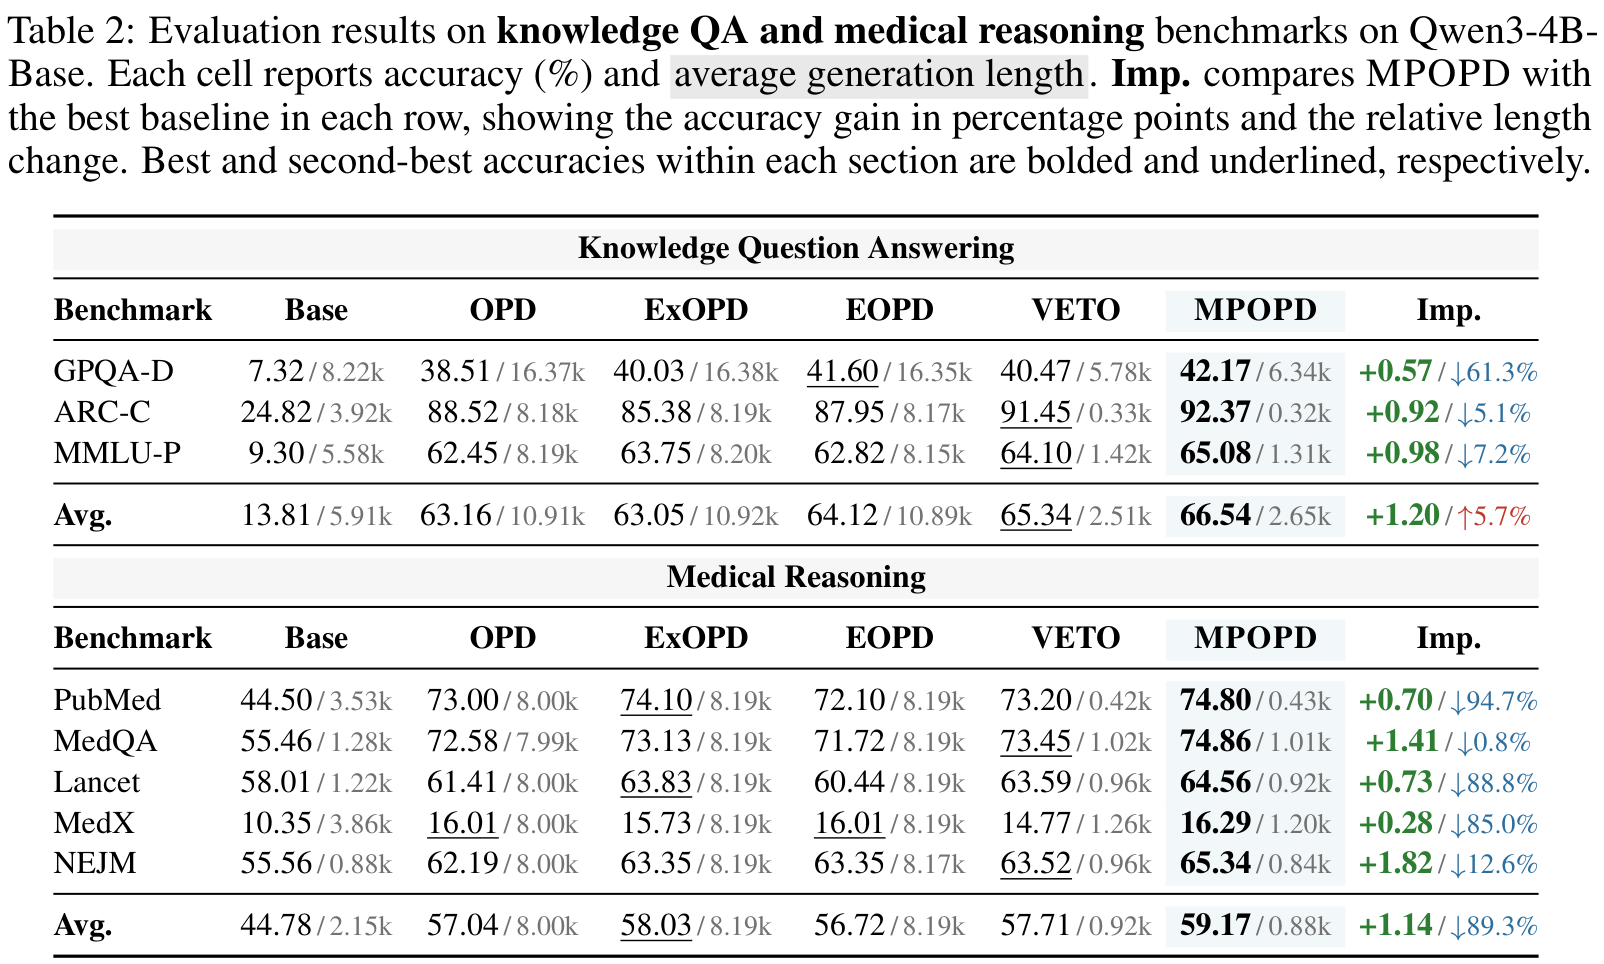 Table 2: Evaluation results on knowledge QA and medical reasoning benchmarks on Qwen3-4B-
Base. Each cell reports accuracy (%) and average generation length. Imp. compares MPOPD with
the best baseline in each row, showing the accuracy gain in percentage points and the relative length
change. Best and second-best accuracies within each section are bolded and underlined, respectively.
Knowledge Question Answering
Benchmark Base OPD ExOPD EOPD VETO MPOPD Imp.
GPQA-D 7.32 / 8.22k 38.51 / 16.37k 40.03 / 16.38k 41.60 / 16.35k 40.47 / 5.78k 42.17 / 6.34k +0.57 / ↓61.3%
ARC-C 24.82 / 3.92k 88.52 / 8.18k 85.38 / 8.19k 87.95 / 8.17k 91.45 / 0.33k 92.37 / 0.32k +0.92 / ↓5.1%
MMLU-P 9.30 / 5.58k 62.45 / 8.19k 63.75 / 8.20k 62.82 / 8.15k 64.10 / 1.42k 65.08 / 1.31k +0.98 / ↓7.2%
Avg. 13.81 / 5.91k 63.16 / 10.91k 63.05 / 10.92k 64.12 / 10.89k 65.34 / 2.51k 66.54 / 2.65k +1.20 / ↑5.7%
Medical Reasoning
Benchmark Base OPD ExOPD EOPD VETO MPOPD Imp.
PubMed 44.50 / 3.53k 73.00 / 8.00k 74.10 / 8.19k 72.10 / 8.19k 73.20 / 0.42k 74.80 / 0.43k +0.70 / ↓94.7%
MedQA 55.46 / 1.28k 72.58 / 7.99k 73.13 / 8.19k 71.72 / 8.19k 73.45 / 1.02k 74.86 / 1.01k +1.41 / ↓0.8%
Lancet 58.01 / 1.22k 61.41 / 8.00k 63.83 / 8.19k 60.44 / 8.19k 63.59 / 0.96k 64.56 / 0.92k +0.73 / ↓88.8%
MedX 10.35 / 3.86k 16.01 / 8.00k 15.73 / 8.19k 16.01 / 8.19k 14.77 / 1.26k 16.29 / 1.20k +0.28 / ↓85.0%
NEJM 55.56 / 0.88k 62.19 / 8.00k 63.35 / 8.19k 63.35 / 8.17k 63.52 / 0.96k 65.34 / 0.84k +1.82 / ↓12.6%
Avg. 44.78 / 2.15k 57.04 / 8.00k 58.03 / 8.19k 56.72 / 8.19k 57.71 / 0.92k 59.17 / 0.88k +1.14 / ↓89.3%